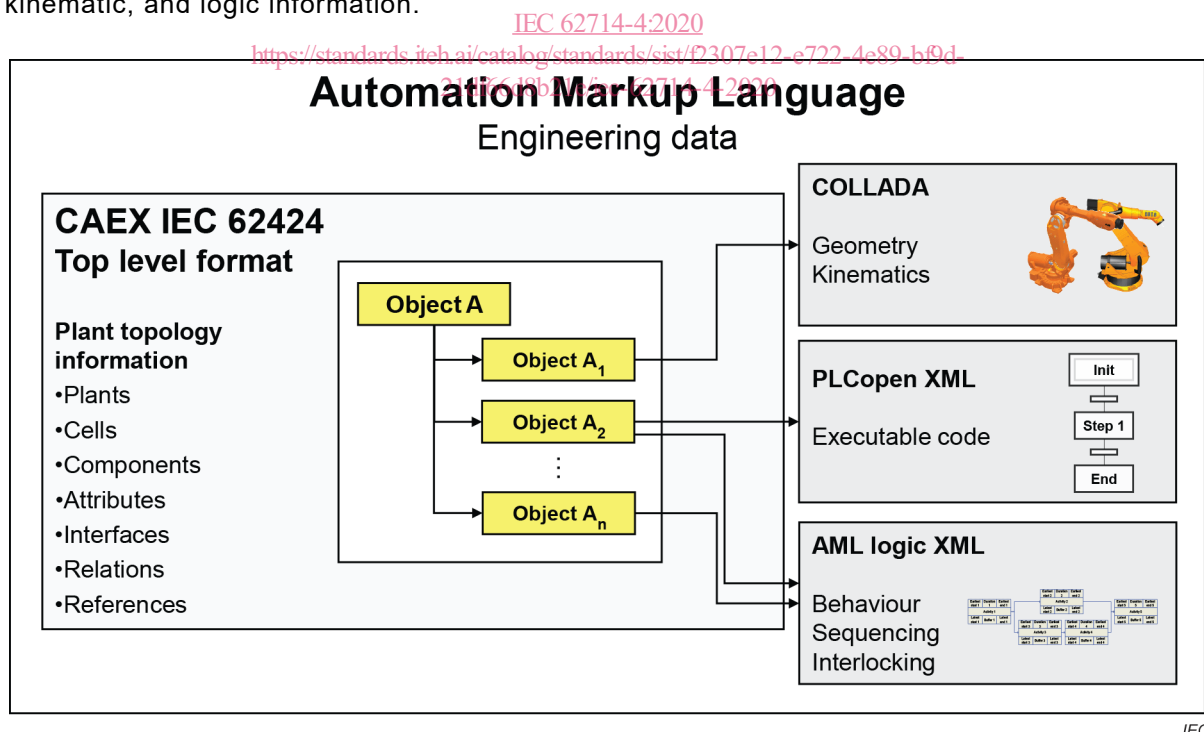 kinematic, and logic information.
IEC 62714-4:2020
https://standards.iteh.ai/catalog/standards/sist/f2307e12-e722-4e89-bf9d-
Automation Markup Language
Engineering data
CAEX IEC 62424
Top level format
Plant topology
information
•Plants
•Cells
•Components
•Attributes
•Interfaces
•Relations
•References
Object A
Object A1
Object A2
⋮
Object An
COLLADA
Geometry
Kinematics
PLCopen XML
Executable code
Init
Step 1
End
AML logic XML
Behaviour
Sequencing
Interlocking
IEC